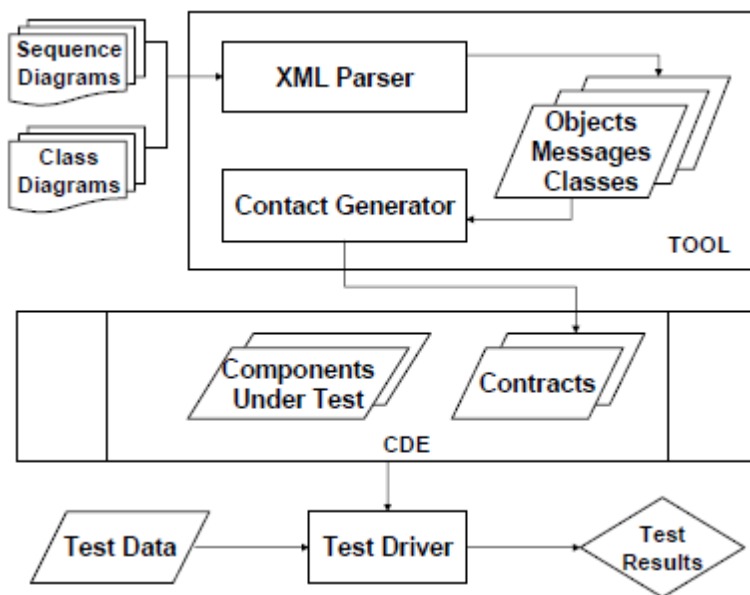 Sequence
Diagrams
XML Parser
Objects
Messages
Classes
Class
Diagrams
Contact Generator
TOOL
Components
Under Test
Contracts
CDE
Test Data
Test Driver
Test
Results